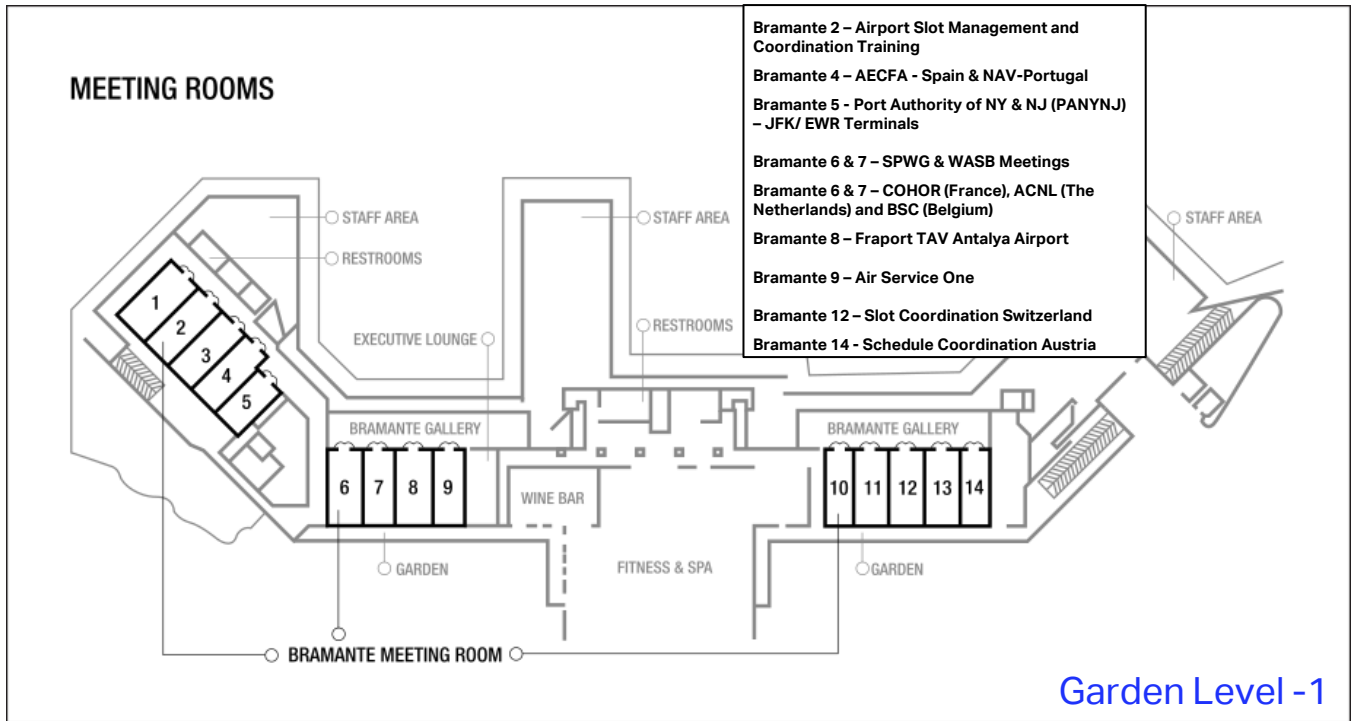 Bramante 2 – Airport Slot Management and
Coordination Training
Bramante 4 – AECFA - Spain & NAV-Portugal
Bramante 5 - Port Authority of NY & NJ (PANYNJ)
– JFK/ EWR Terminals
Bramante 6 & 7 – SPWG & WASB Meetings
Bramante 6 & 7 – COHOR (France), ACNL (The
Netherlands) and BSC (Belgium)
Bramante 8 – Fraport TAV Antalya Airport
Bramante 9 – Air Service One
Bramante 12 – Slot Coordination Switzerland
Bramante 14 - Schedule Coordination Austria
MEETING ROOMS
STAFF AREA
STAFF AREA
STAFF AREA
RESTROOMS
1
2
3
4
5
EXECUTIVE LOUNGE
RESTROOMS
BRAMANTE GALLERY
BRAMANTE GALLERY
6 7 8 9
WINE BAR
10 11 12 13 14
GARDEN
FITNESS & SPA
GARDEN
BRAMANTE MEETING ROOM
Garden Level -1